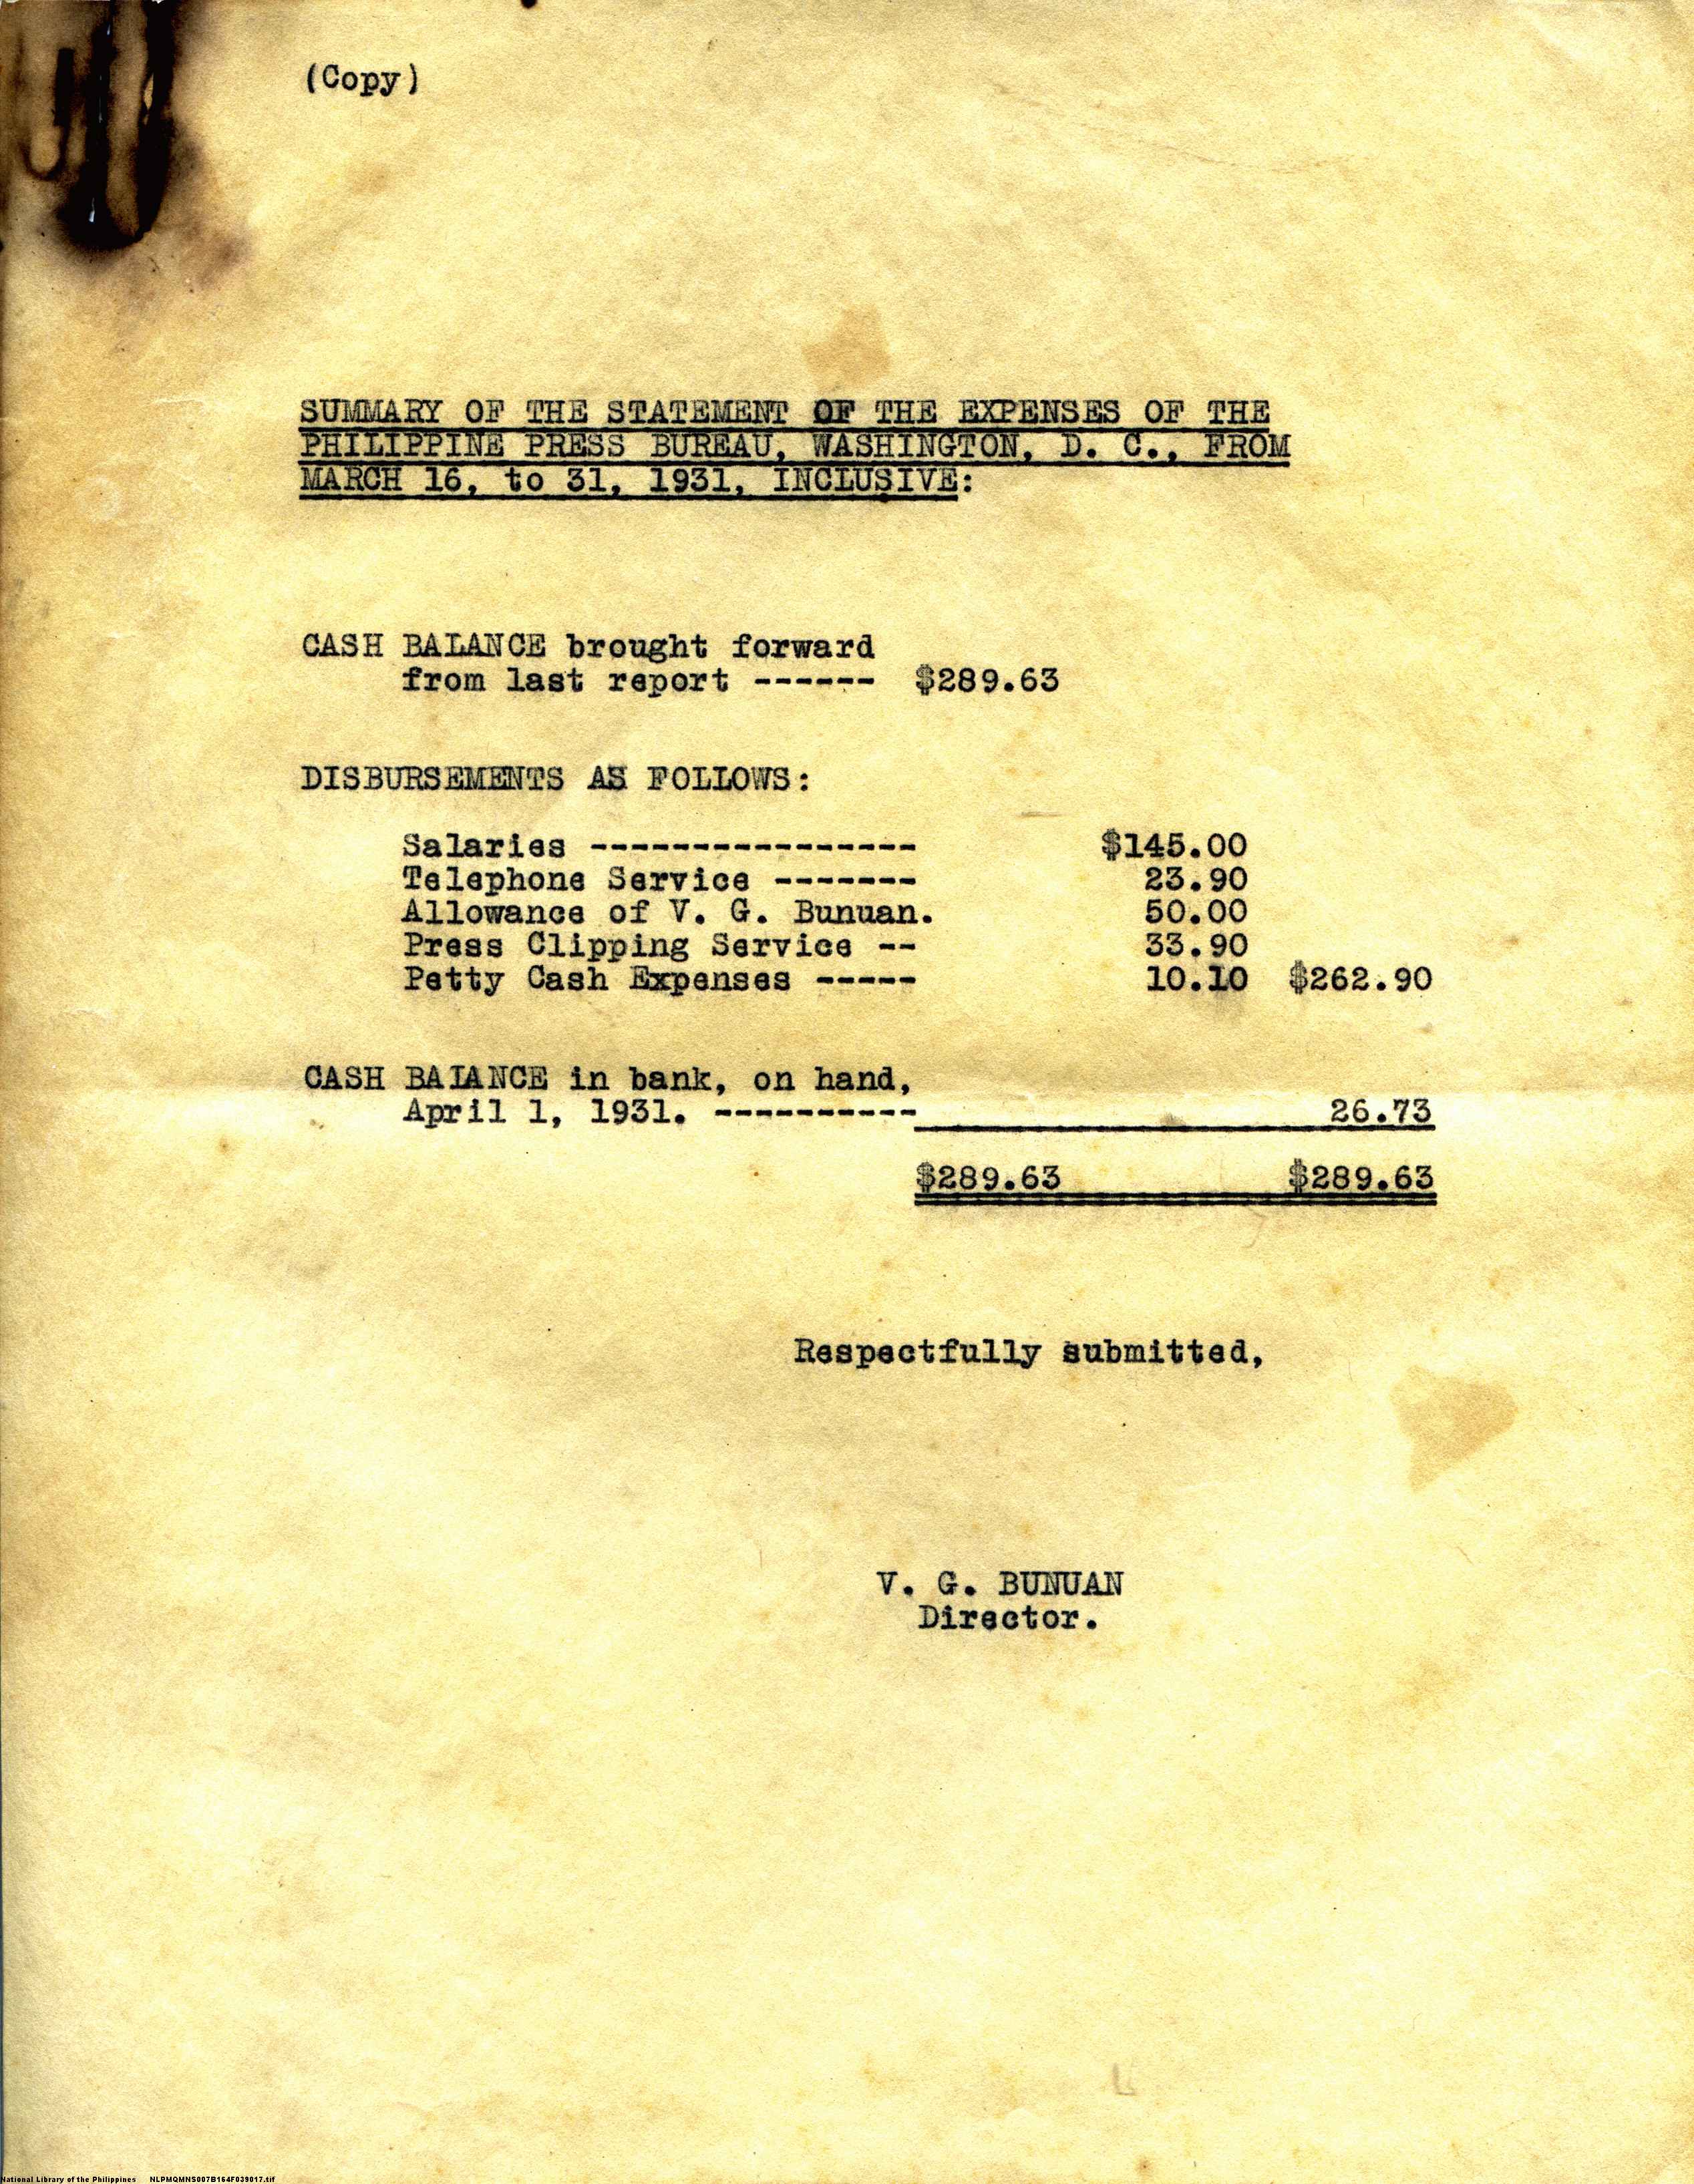 (Copy)
SUMMARY OF THE STATEMENT OF THE EXPENSES OF THE
PHILIPPINE PRESS BUREAU, WASHINGTON, D. C., FROM
MARCH 16, to 31, 1931, INCLUSIVE:
CASH BALANCE brought forward
from last report ------ $289.63
DISBURSEMENTS AS FOLLOWS:
Salaries ---------------- $145.00
Telephone Service ------- 23.90
Allowance of V. G. Bunuan. 50.00
Press Clipping Service -- 33.90
Petty Cash Expenses ----- 10.10 $262.90
CASH BALANCE in bank, on hand,
April 1, 1931. ---------- 26.73
$289.63 $289.63
Respectfully submitted,
V. G. BUNUAN
Director.
National Library of the Philippines NLPMQMNS007B164F039017.tif